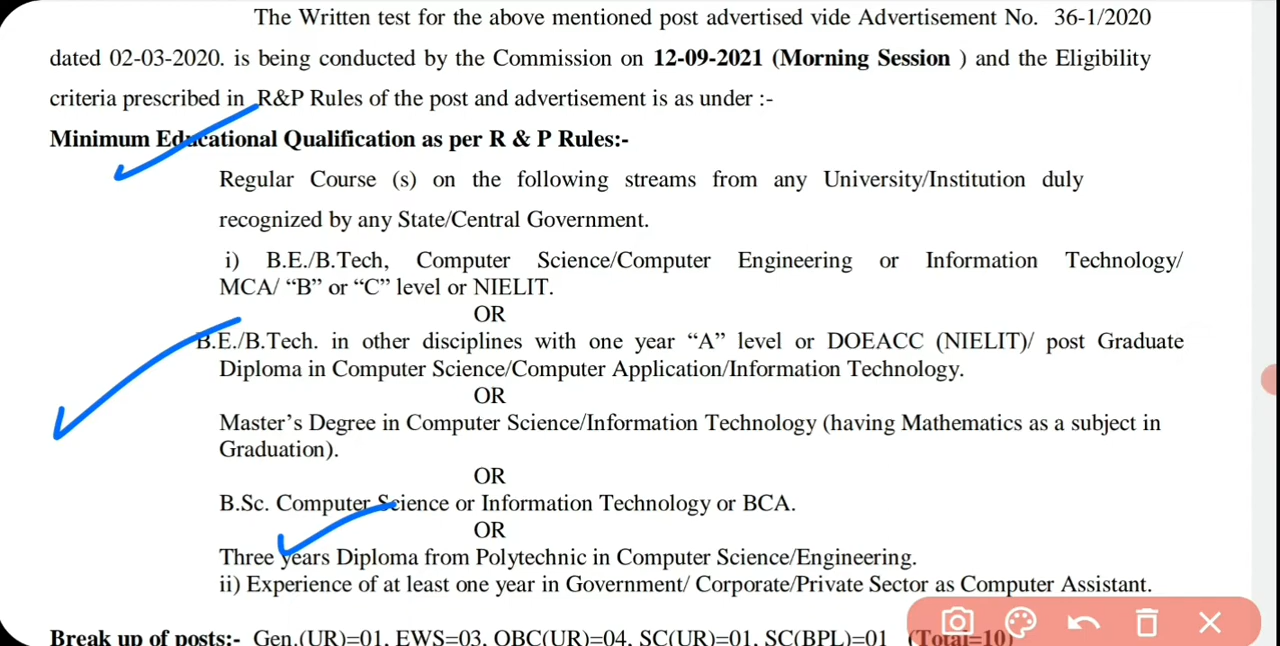 The Written test for the above mentioned post advertised vide Advertisement No. 36-1/2020
dated 02-03-2020. is being conducted by the Commission on 12-09-2021 (Morning Session ) and the Eligibility
criteria prescribed in R&P Rules of the post and advertisement is as under :-
Minimum Educational Qualification as per R & P Rules:-
Regular Course (s) on the following streams from any University/Institution duly
recognized by any State/Central Government.
i) B.E./B.Tech, Computer Science/Computer Engineering or Information Technology/
MCA/ “B” or “C” level or NIELIT.
OR
B.E./B.Tech. in other disciplines with one year “A” level or DOEACC (NIELIT)/ post Graduate
Diploma in Computer Science/Computer Application/Information Technology.
OR
Master’s Degree in Computer Science/Information Technology (having Mathematics as a subject in
Graduation).
OR
B.Sc. Computer Science or Information Technology or BCA.
OR
Three years Diploma from Polytechnic in Computer Science/Engineering.
ii) Experience of at least one year in Government/ Corporate/Private Sector as Computer Assistant.
Break up of posts:- Gen.(UR)=01, EWS=03, OBC(UR)=04, SC(UR)=01, SC(BPL)=01 (Total=10)